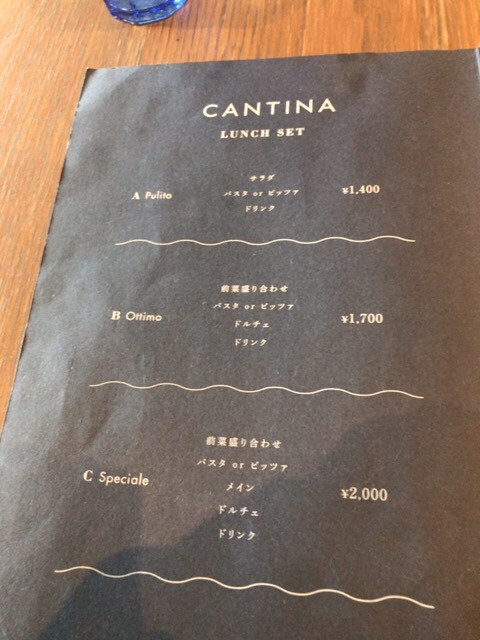 CANTINA
LUNCH SET
サラダ
A Pulito パスタ or ピッツァ ¥1,400
ドリンク
前菜盛り合わせ
パスタ or ピッツァ
B Ottimo ドルチェ ¥1,700
ドリンク
前菜盛り合わせ
パスタ or ピッツァ
C Speciale メイン ¥2,000
ドルチェ
ドリンク